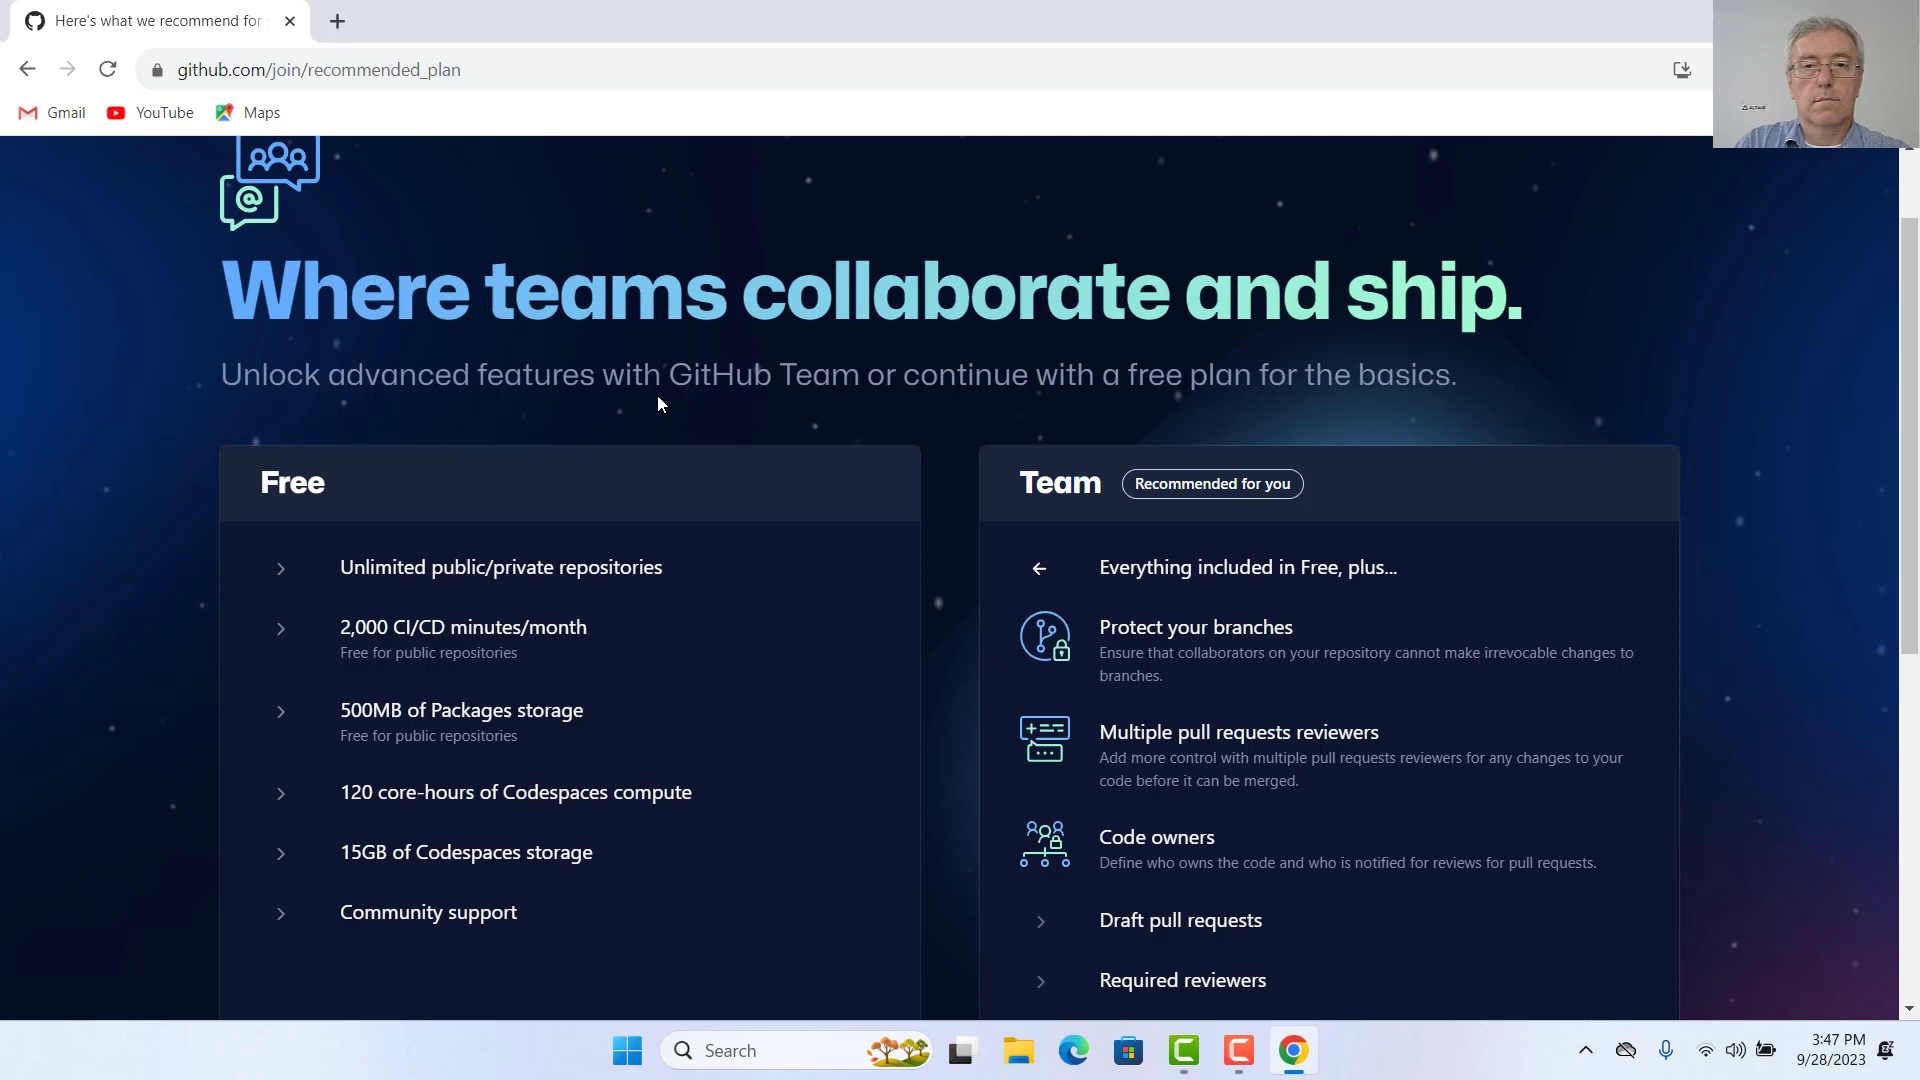 Here's what we recommend for
github.com/join/recommended_plan
Gmail
YouTube
Maps
ALTAIR
@
Where teams collaborate and ship.
Unlock advanced features with GitHub Team or continue with a free plan for the basics.
Free
Unlimited public/private repositories
2,000 CI/CD minutes/month
Free for public repositories
500MB of Packages storage
Free for public repositories
120 core-hours of Codespaces compute
15GB of Codespaces storage
Community support
Team
Recommended for you
Everything included in Free, plus...
Protect your branches
Ensure that collaborators on your repository cannot make irrevocable changes to
branches.
Multiple pull requests reviewers
Add more control with multiple pull requests reviewers for any changes to your
code before it can be merged.
Code owners
Define who owns the code and who is notified for reviews for pull requests.
Draft pull requests
Required reviewers
Search
3:47 PM
9/28/2023